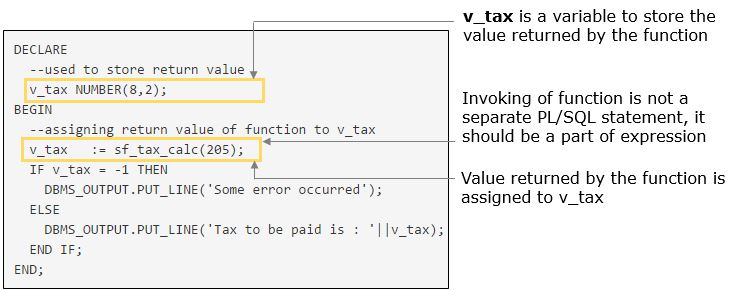 DECLARE
--used to store return value
v_tax NUMBER(8,2);
BEGIN
--assigning return value of function to v_tax
v_tax   := sf_tax_calc(205);
IF v_tax = -1 THEN
DBMS_OUTPUT.PUT_LINE('Some error occurred');
ELSE
DBMS_OUTPUT.PUT_LINE('Tax to be paid is : '||v_tax);
END IF;
END;
v_tax is a variable to store the
value returned by the function
Invoking of function is not a
separate PL/SQL statement, it
should be a part of expression
Value returned by the function is
assigned to v_tax